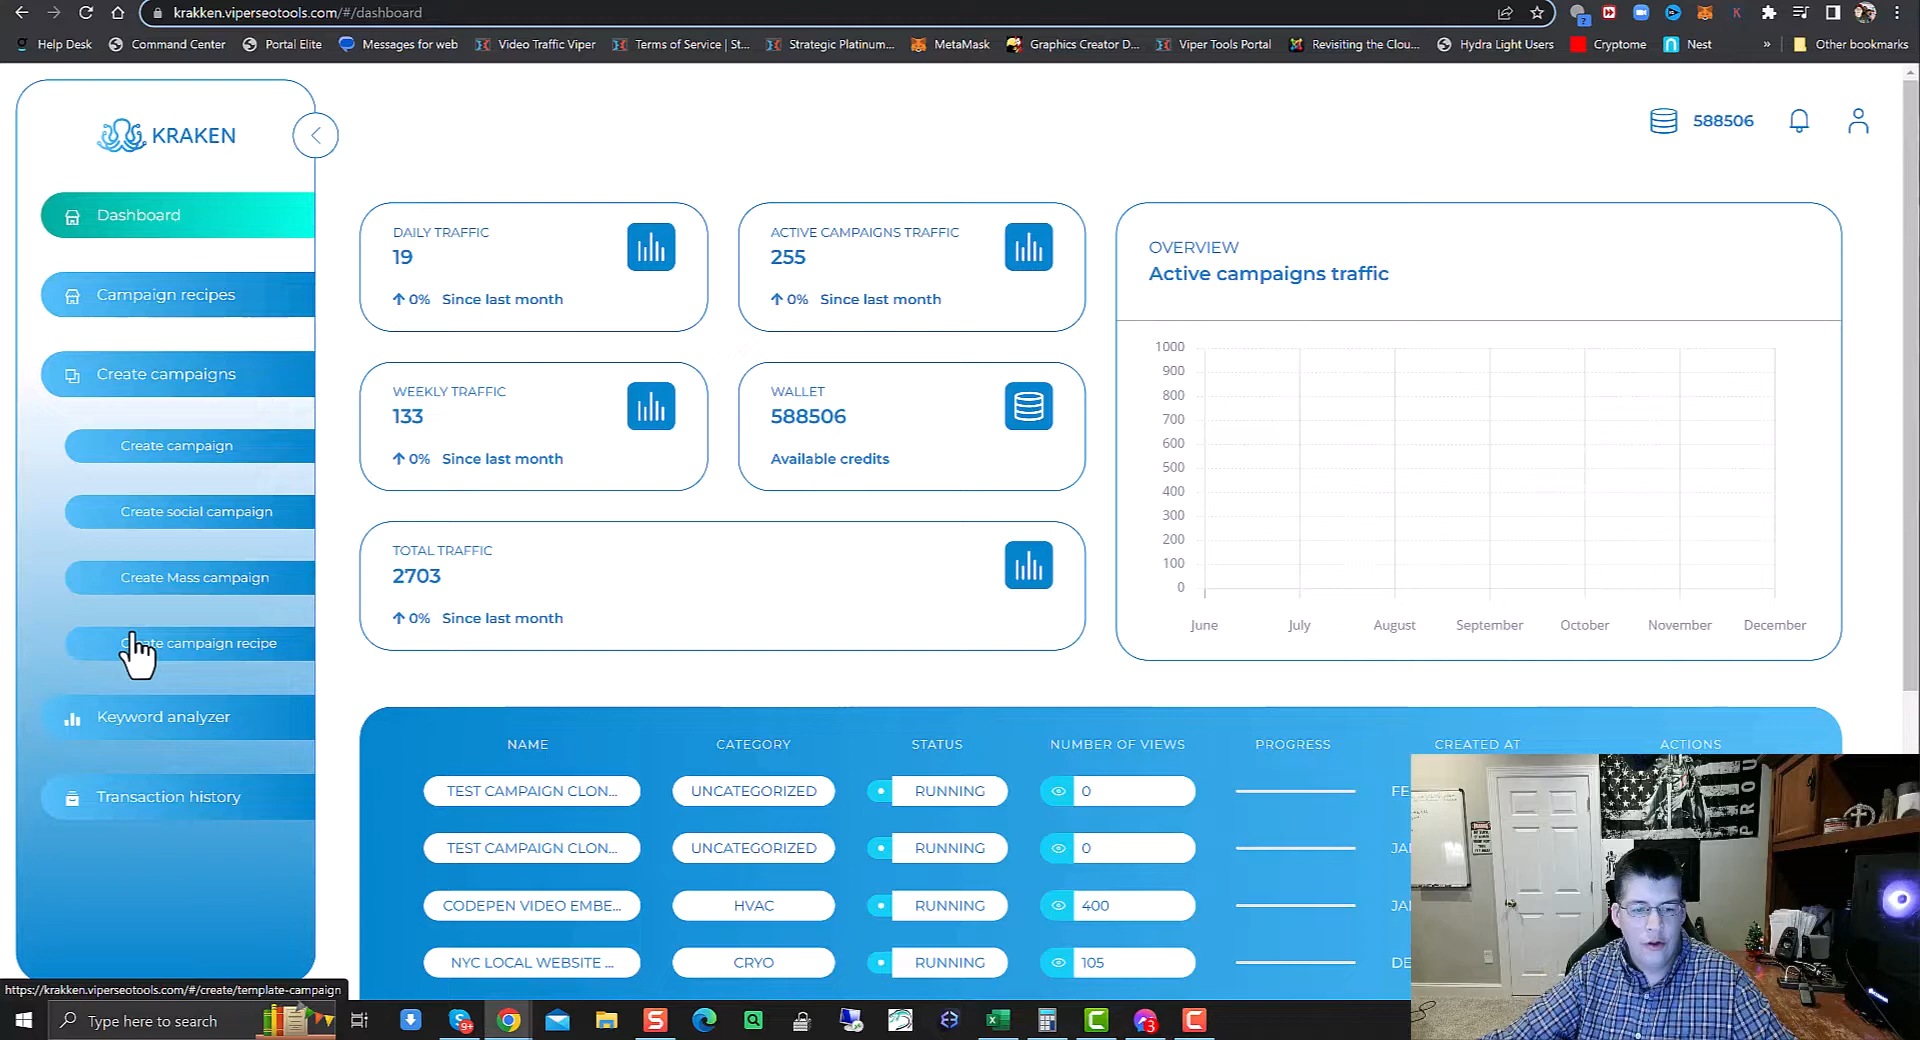 krakken.viperseotools.com/#/dashboard
Help Desk
Command Center
Portal Elite
Messages for web
Video Traffic Viper
Terms of Service | St...
Strategic Platinum...
MetaMask
Graphics Creator D...
Viper Tools Portal
Revisiting the Clou...
Hydra Light Users
Cryptome
Nest
»
Other bookmarks
KRAKEN
588506
Dashboard
Campaign recipes
Create campaigns
Create campaign
Create social campaign
Create Mass campaign
Create campaign recipe
Keyword analyzer
Transaction history
DAILY TRAFFIC
19
0% Since last month
ACTIVE CAMPAIGNS TRAFFIC
255
0% Since last month
WEEKLY TRAFFIC
133
0% Since last month
WALLET
588506
Available credits
TOTAL TRAFFIC
2703
0% Since last month
OVERVIEW
Active campaigns traffic
1000
900
800
700
600
500
400
300
200
100
0
June July August September October November December
NAME CATEGORY STATUS NUMBER OF VIEWS PROGRESS CREATED AT ACTIONS
TEST CAMPAIGN CLON... UNCATEGORIZED RUNNING 0 FE
TEST CAMPAIGN CLON... UNCATEGORIZED RUNNING 0 JA
CODEPEN VIDEO EMBE... HVAC RUNNING 400 JA
NYC LOCAL WEBSITE ... CRYO RUNNING 105 DE
https://krakken.viperseotools.com/#/create/template-campaign
Type here to search
9+
3